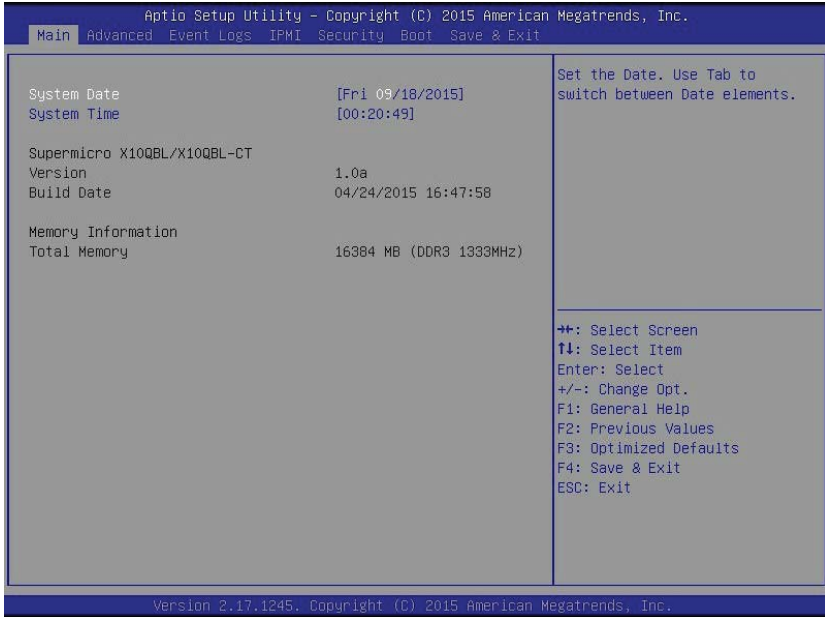 Aptio Setup Utility – Copyright (C) 2015 American Megatrends, Inc.
Main Advanced Event Logs IPMI Security Boot Save & Exit
System Date [Fri 09/18/2015]
System Time [00:20:49]
Supermicro X10QBL/X10QBL-CT
Version 1.0a
Build Date 04/24/2015 16:47:58
Memory Information
Total Memory 16384 MB (DDR3 1333MHz)
Set the Date. Use Tab to
switch between Date elements.
→←: Select Screen
↑↓: Select Item
Enter: Select
+/-: Change Opt.
F1: General Help
F2: Previous Values
F3: Optimized Defaults
F4: Save & Exit
ESC: Exit
Version 2.17.1245. Copyright (C) 2015 American Megatrends, Inc.